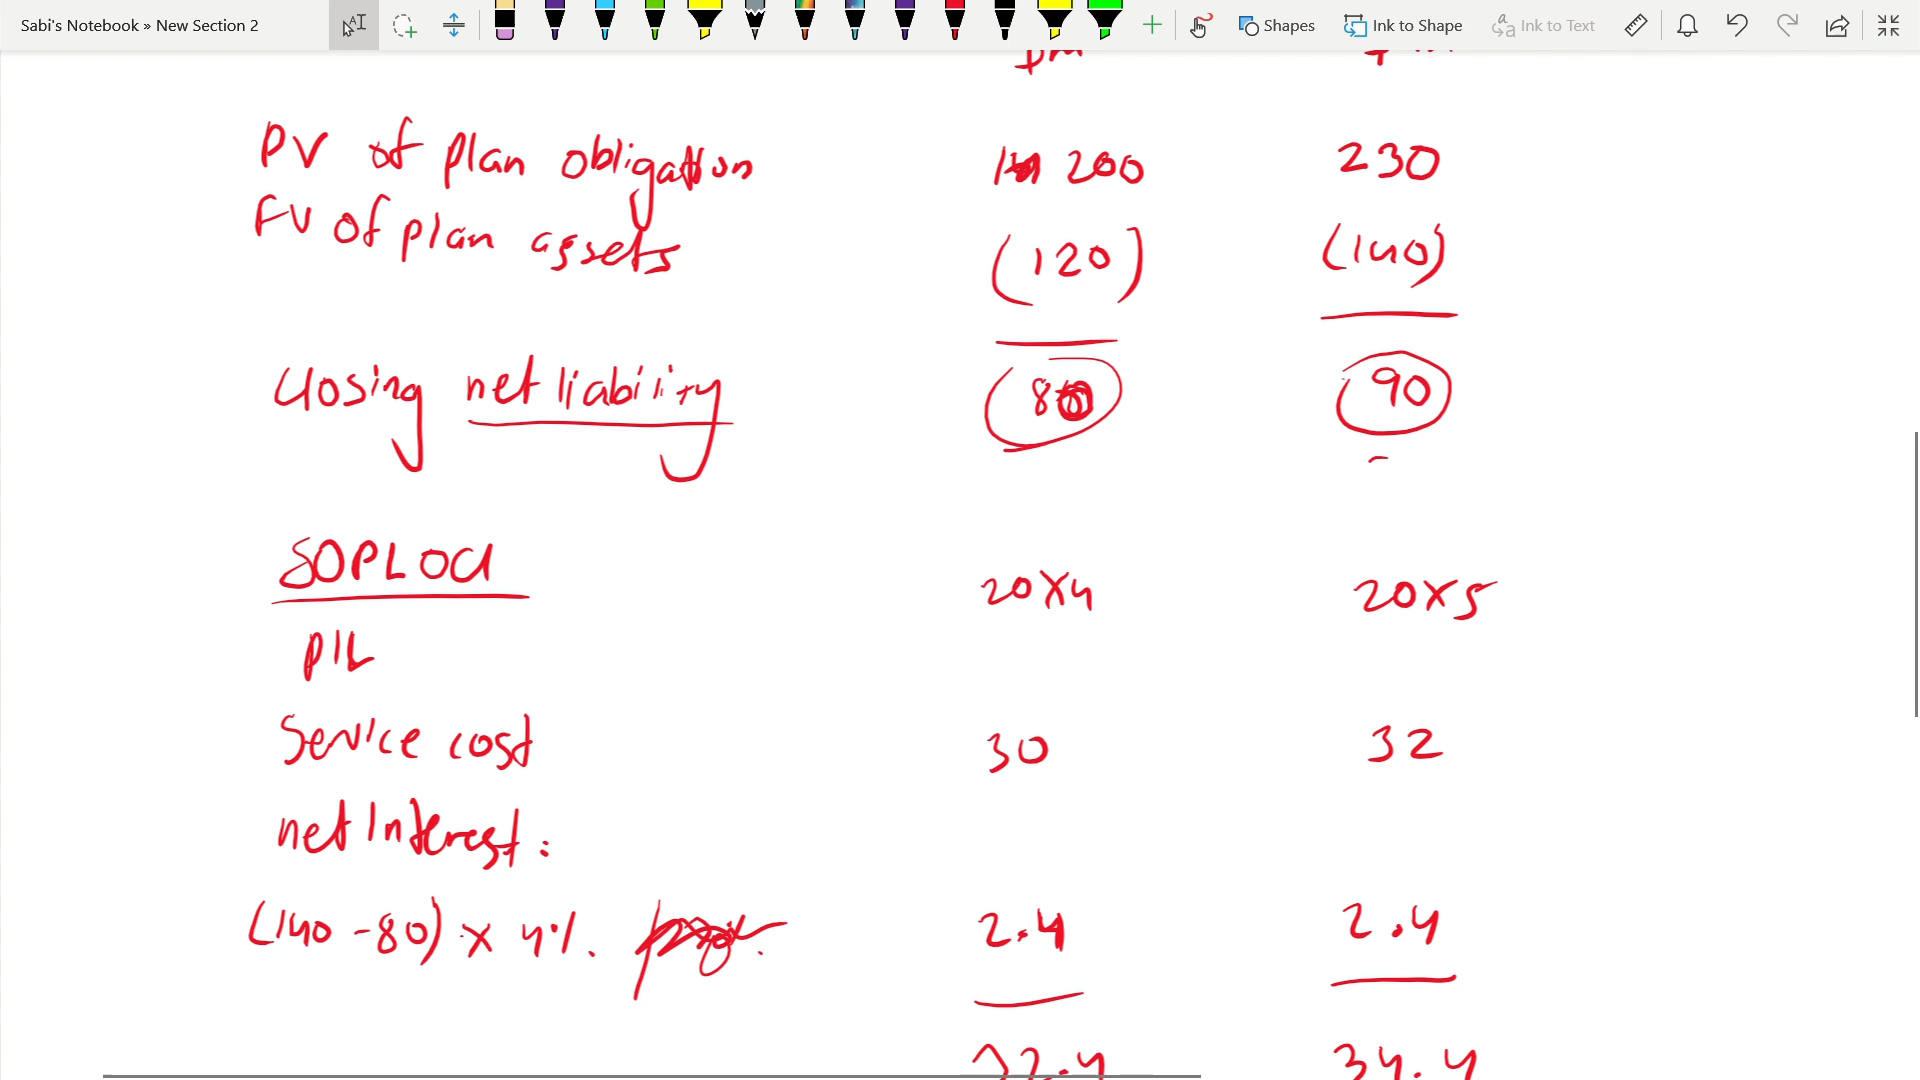 Sabi's Notebook » New Section 2
Shapes
Ink to Shape
Ink to Text
PV of plan obligation 200 230
FV of plan assets (120) (140)
Closing net liability 80 90
SOPLOCI 20x4 20x5
P/L
Service cost 30 32
net Interest:
(140-80) x 4%. 2.4 2.4
32.4 34.4